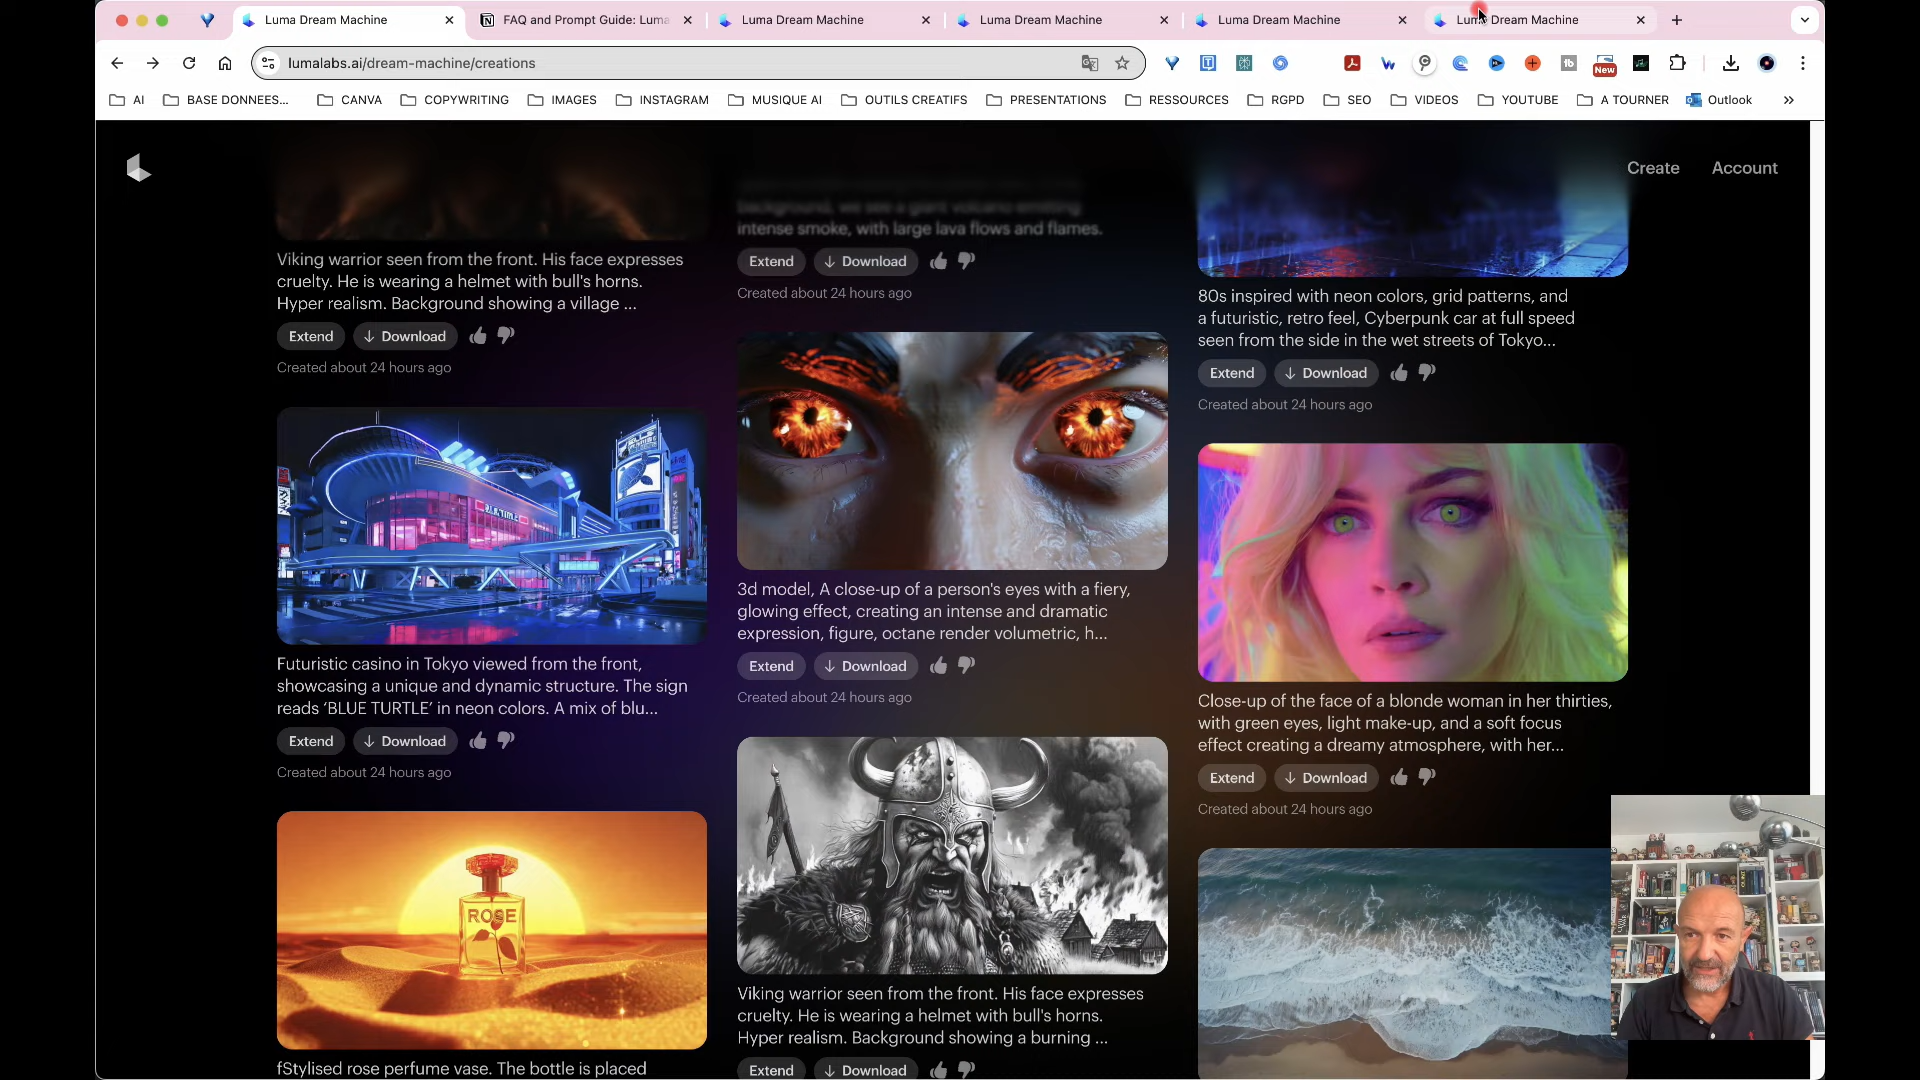 Luma Dream Machine
FAQ and Prompt Guide: Luma
Luma Dream Machine
Luma Dream Machine
Luma Dream Machine
Luma Dream Machine
lumalabs.ai/dream-machine/creations
New
AI
BASE DONNEES...
CANVA
COPYWRITING
IMAGES
INSTAGRAM
MUSIQUE AI
OUTILS CREATIFS
PRESENTATIONS
RESSOURCES
RGPD
SEO
VIDEOS
YOUTUBE
A TOURNER
Outlook
Create
Account
Viking warrior seen from the front. His face expresses
cruelty. He is wearing a helmet with bull's horns.
Hyper realism. Background showing a village ...
Extend
Download
Created about 24 hours ago
Futuristic casino in Tokyo viewed from the front,
showcasing a unique and dynamic structure. The sign
reads ‘BLUE TURTLE’ in neon colors. A mix of blu...
Extend
Download
Created about 24 hours ago
ROSE
fStylised rose perfume vase. The bottle is placed
background, we see a giant volcano emitting
intense smoke, with large lava flows and flames.
Extend
Download
Created about 24 hours ago
3d model, A close-up of a person's eyes with a fiery,
glowing effect, creating an intense and dramatic
expression, figure, octane render volumetric, h...
Extend
Download
Created about 24 hours ago
Viking warrior seen from the front. His face expresses
cruelty. He is wearing a helmet with bull's horns.
Hyper realism. Background showing a burning ...
Extend
Download
80s inspired with neon colors, grid patterns, and
a futuristic, retro feel, Cyberpunk car at full speed
seen from the side in the wet streets of Tokyo...
Extend
Download
Created about 24 hours ago
Close-up of the face of a blonde woman in her thirties,
with green eyes, light make-up, and a soft focus
effect creating a dreamy atmosphere, with her...
Extend
Download
Created about 24 hours ago